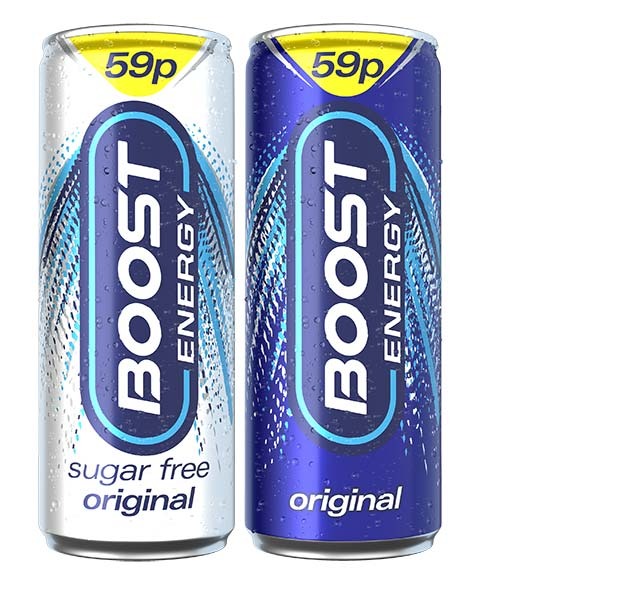 59p
BOOST
ENERGY
sugar free
original
59p
BOOST
ENERGY
original